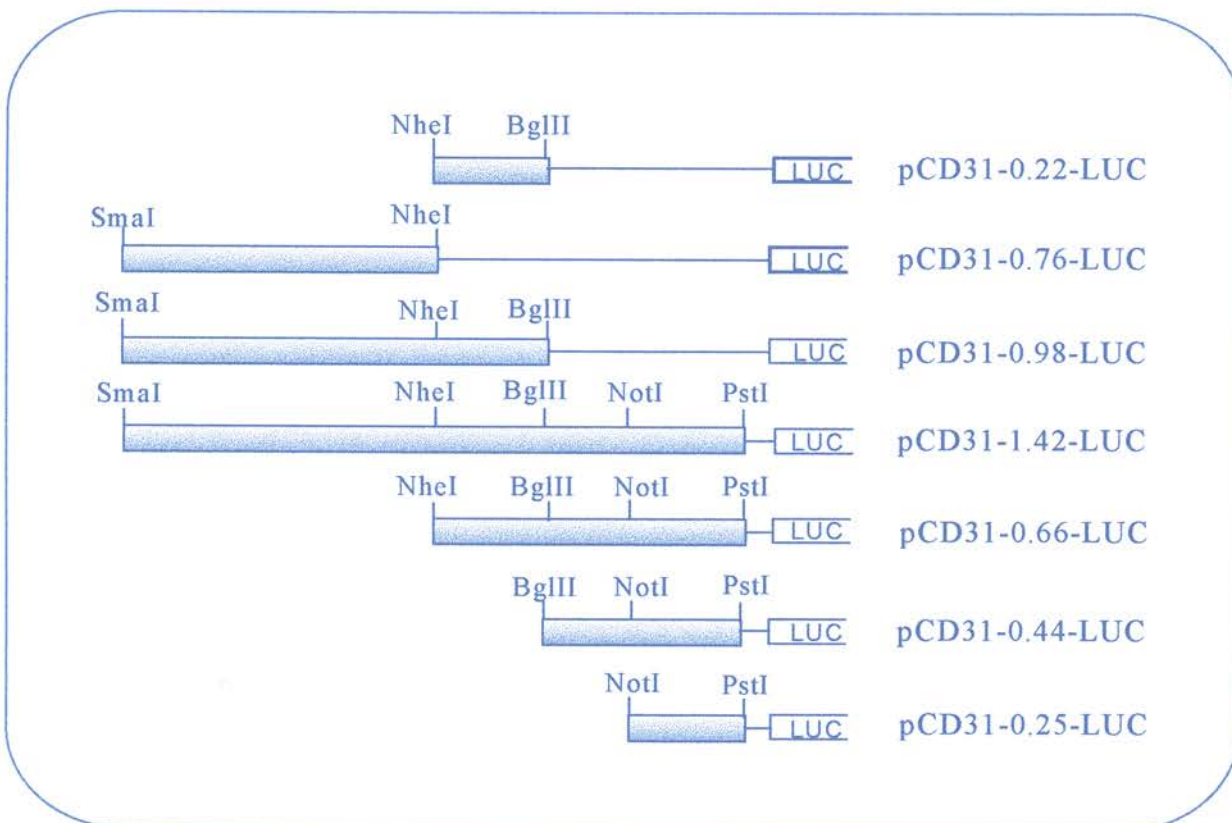 NheI BglII
LUC pCD31-0.22-LUC
SmaI NheI
LUC pCD31-0.76-LUC
SmaI NheI BglII
LUC pCD31-0.98-LUC
SmaI NheI BglII NotI PstI
LUC pCD31-1.42-LUC
NheI BglII NotI PstI
LUC pCD31-0.66-LUC
BglII NotI PstI
LUC pCD31-0.44-LUC
NotI PstI
LUC pCD31-0.25-LUC